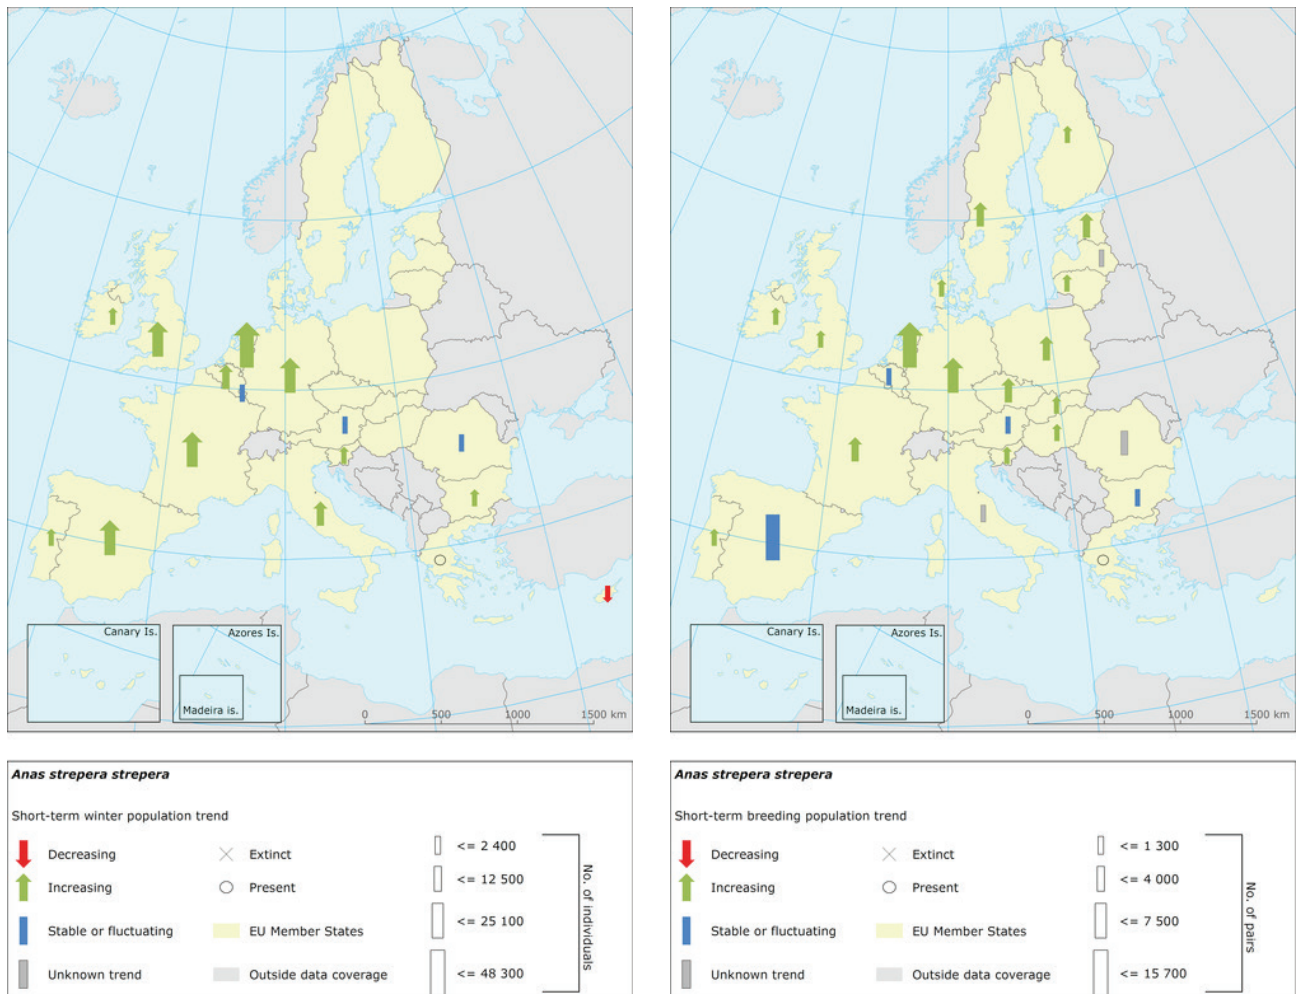 Canary Is.
Azores Is.
Madeira is.
0 500 1000 1500 km
Canary Is.
Azores Is.
Madeira is.
0 500 1000 1500 km
Anas strepera strepera
Short-term winter population trend
Decreasing
Increasing
Stable or fluctuating
Unknown trend
Extinct
Present
EU Member States
Outside data coverage
<= 2 400
<= 12 500
<= 25 100
<= 48 300
No. of individuals
Anas strepera strepera
Short-term breeding population trend
Decreasing
Increasing
Stable or fluctuating
Unknown trend
Extinct
Present
EU Member States
Outside data coverage
<= 1 300
<= 4 000
<= 7 500
<= 15 700
No. of pairs